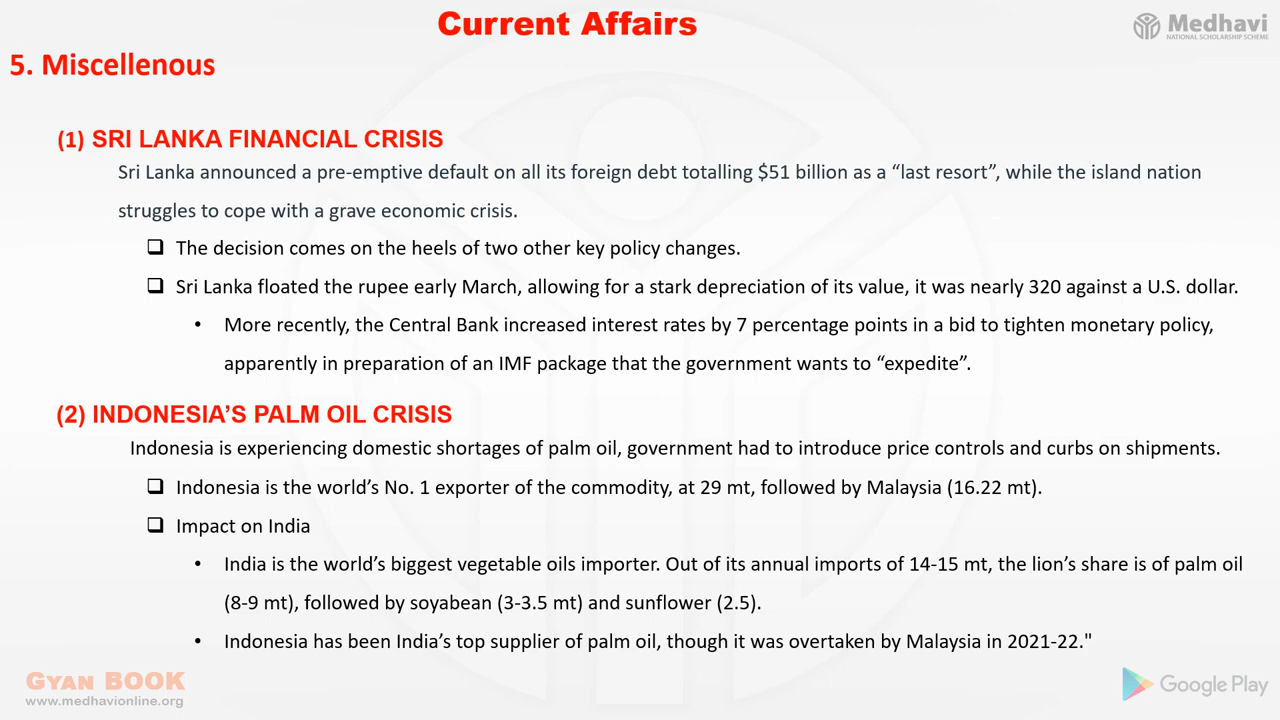 Current Affairs
Medhavi
NATIONAL SCHOLARSHIP SCHEME
5. Miscellenous
(1) SRI LANKA FINANCIAL CRISIS
Sri Lanka announced a pre-emptive default on all its foreign debt totalling $51 billion as a “last resort”, while the island nation
struggles to cope with a grave economic crisis.
❑ The decision comes on the heels of two other key policy changes.
❑ Sri Lanka floated the rupee early March, allowing for a stark depreciation of its value, it was nearly 320 against a U.S. dollar.
• More recently, the Central Bank increased interest rates by 7 percentage points in a bid to tighten monetary policy,
apparently in preparation of an IMF package that the government wants to “expedite”.
(2) INDONESIA’S PALM OIL CRISIS
Indonesia is experiencing domestic shortages of palm oil, government had to introduce price controls and curbs on shipments.
❑ Indonesia is the world’s No. 1 exporter of the commodity, at 29 mt, followed by Malaysia (16.22 mt).
❑ Impact on India
• India is the world’s biggest vegetable oils importer. Out of its annual imports of 14-15 mt, the lion’s share is of palm oil
(8-9 mt), followed by soyabean (3-3.5 mt) and sunflower (2.5).
• Indonesia has been India’s top supplier of palm oil, though it was overtaken by Malaysia in 2021-22."
GYAN BOOK
www.medhavionline.org
Google Play